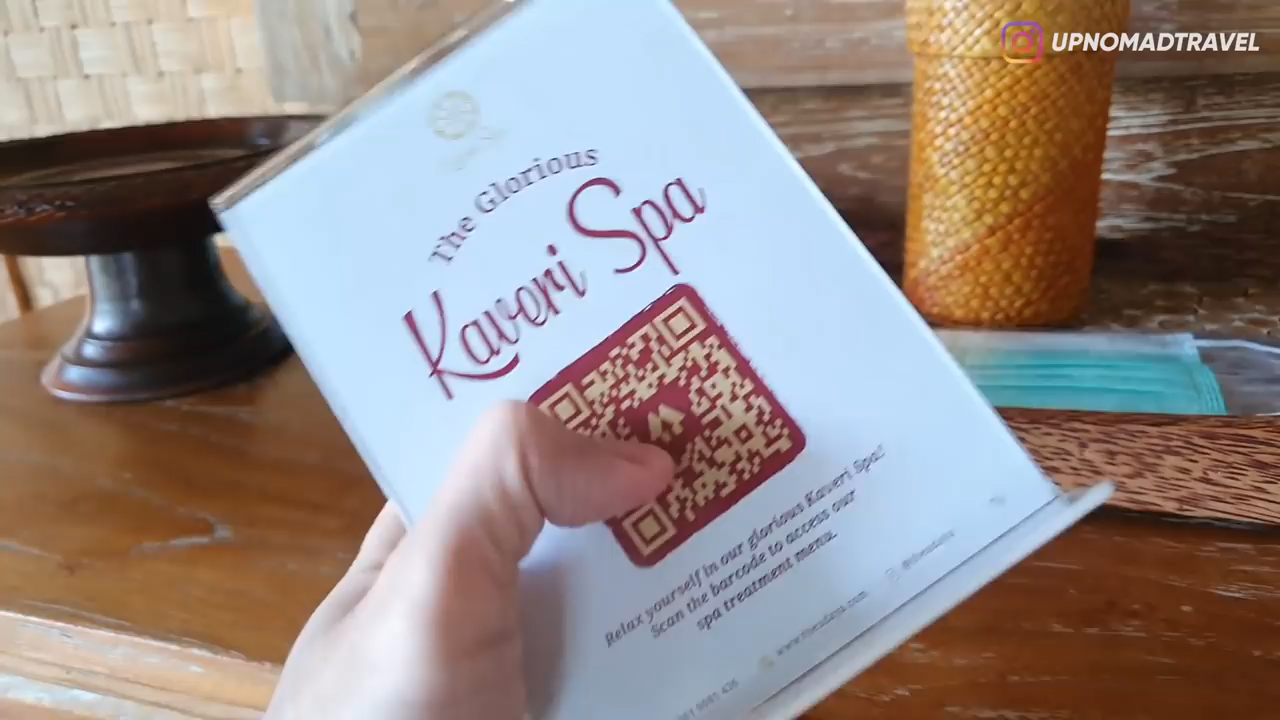 UPNOMADTRAVEL
The Glorious
Kaveri Spa
Relax yourself in our glorious Kaveri Spa!
Scan the barcode to access our
spa treatment menu.